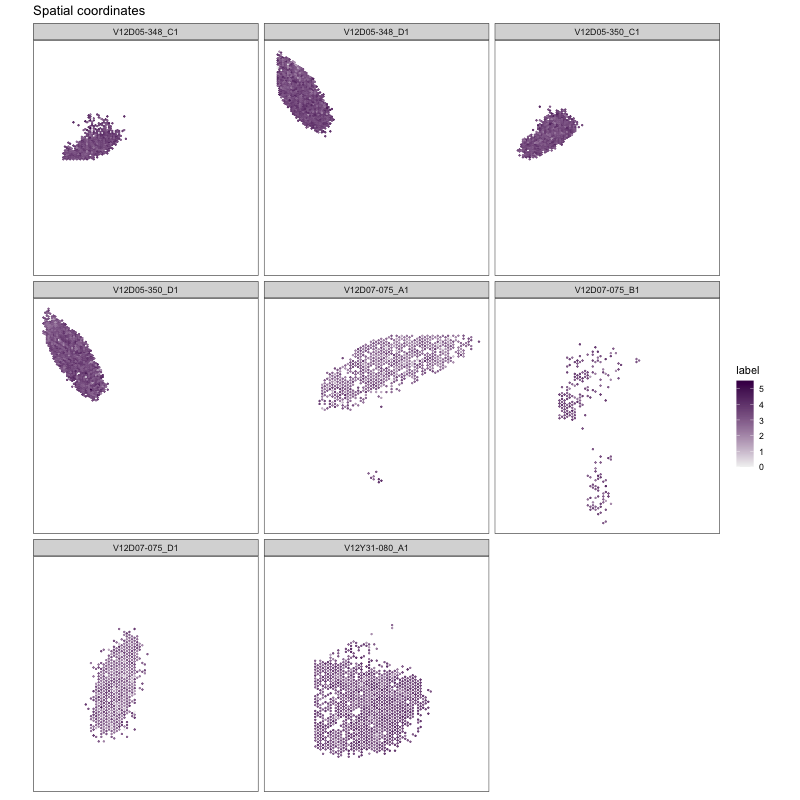 Spatial coordinates
V12D05-348_C1
V12D05-348_D1
V12D05-350_C1
V12D05-350_D1
V12D07-075_A1
V12D07-075_B1
V12D07-075_D1
V12Y31-080_A1
label
5
4
3
2
1
0